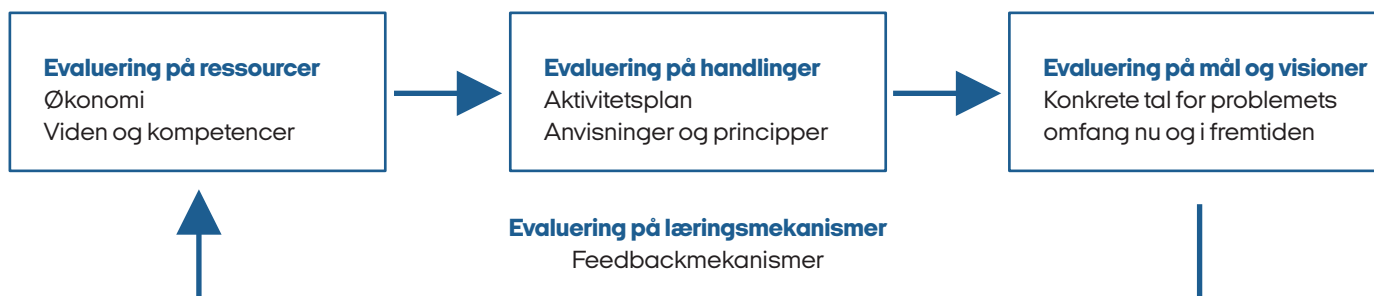 Evaluering på ressourcer
Økonomi
Viden og kompetencer
Evaluering på handlinger
Aktivitetsplan
Anvisninger og principper
Evaluering på mål og visioner
Konkrete tal for problemets
omfang nu og i fremtiden
Evaluering på læringsmekanismer
Feedbackmekanismer